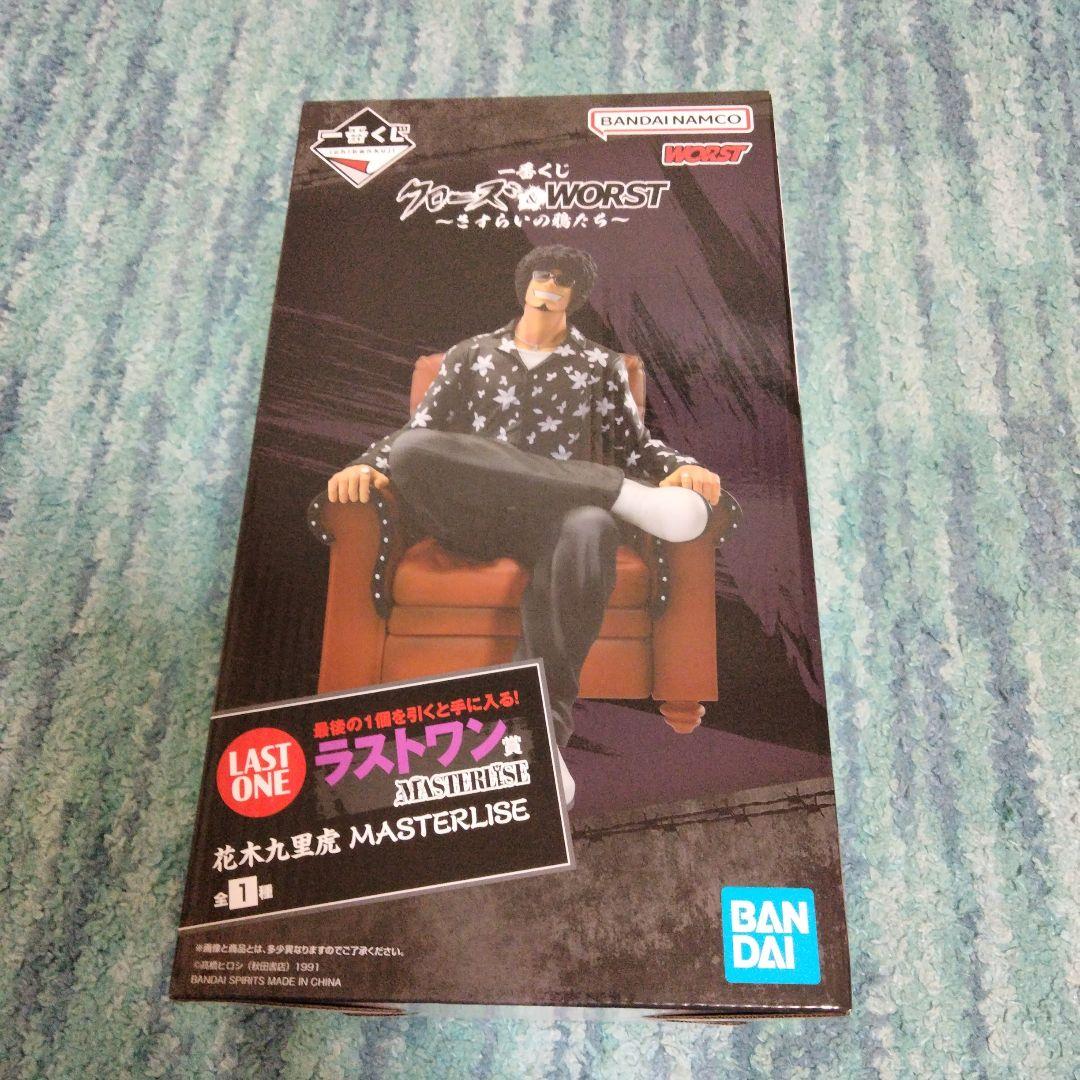 一番くじ
ichibankuji
BANDAI NAMCO
WORST
一番くじ
クローズ×WORST
～さすらいの鴉たち～
最後の1個を引くと手に入る!
LAST
ONE
ラストワン賞
MASTERLISE
花木九里虎 MASTERLISE
全1種
※画像と商品とは、多少異なりますのでご了承ください。
©高橋ヒロシ(秋田書店)1991
BANDAI SPIRITS MADE IN CHINA
BAN
DAI